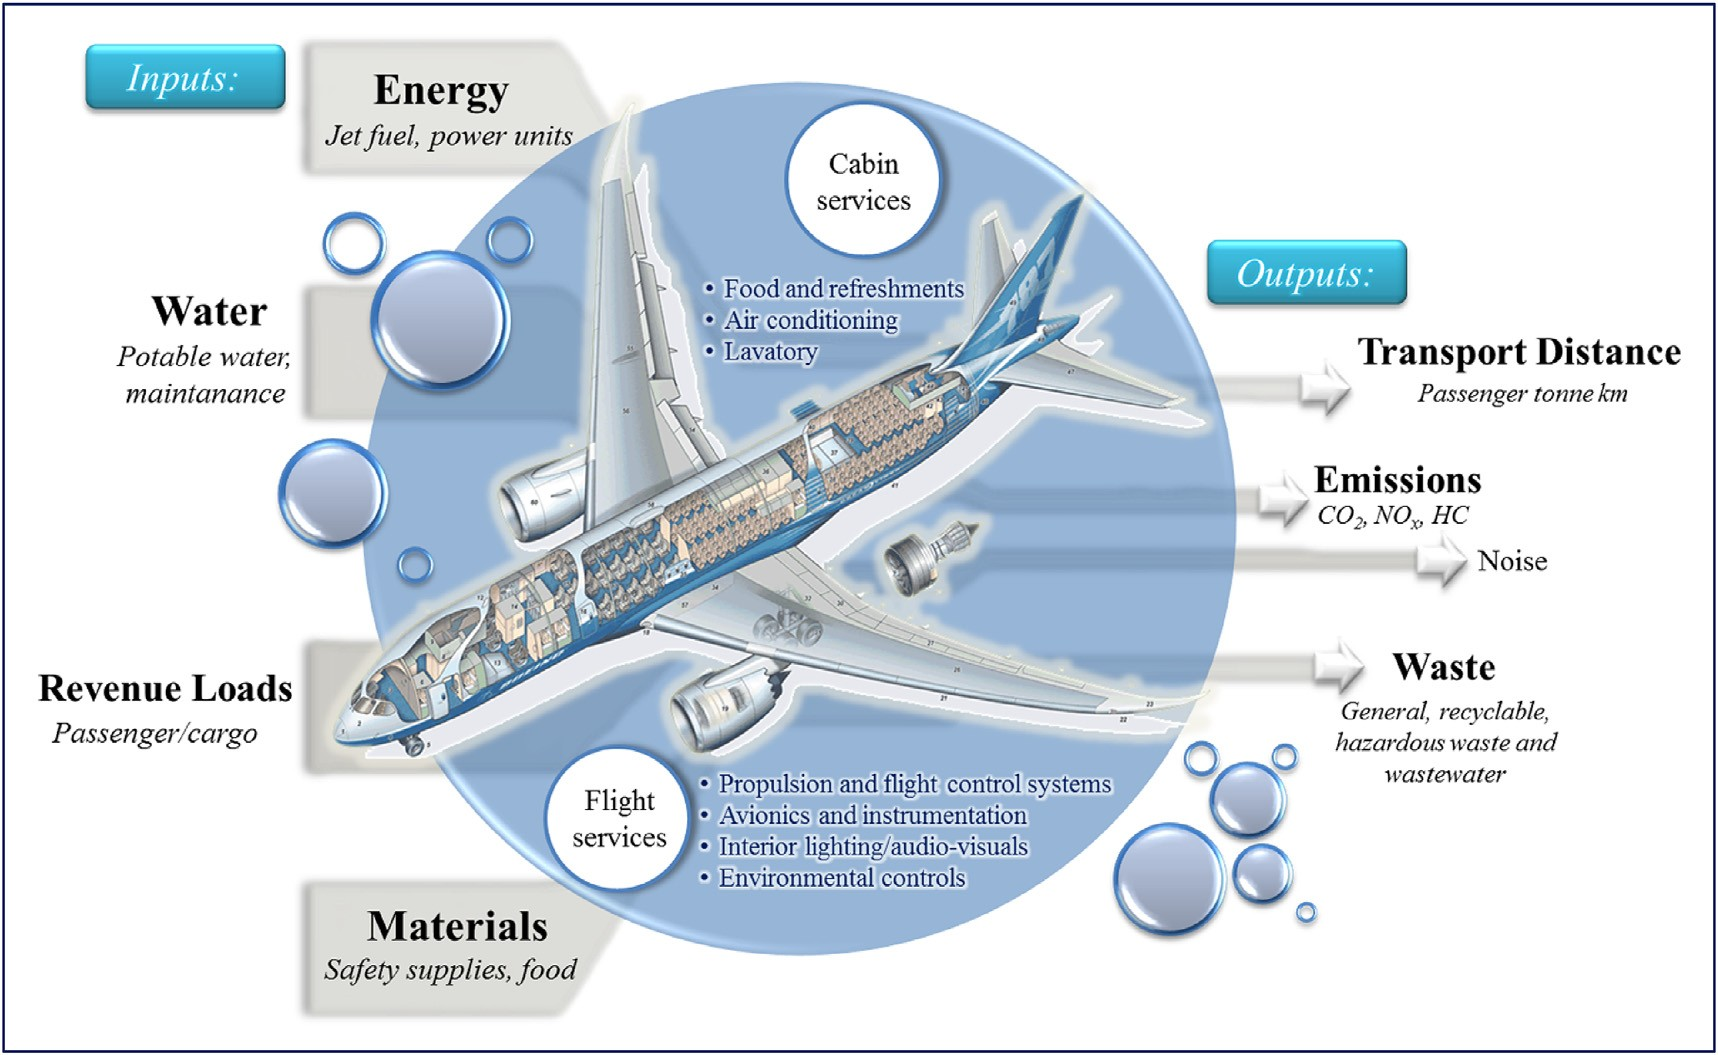 Inputs:
Energy
Jet fuel, power units
Water
Potable water,
maintanance
Revenue Loads
Passenger/cargo
Materials
Safety supplies, food
Cabin
services
• Food and refreshments
• Air conditioning
• Lavatory
Flight
services
• Propulsion and flight control systems
• Avionics and instrumentation
• Interior lighting/audio-visuals
• Environmental controls
Outputs:
Transport Distance
Passenger tonne km
Emissions
CO₂, NOₓ, HC
Noise
Waste
General, recyclable,
hazardous waste and
wastewater